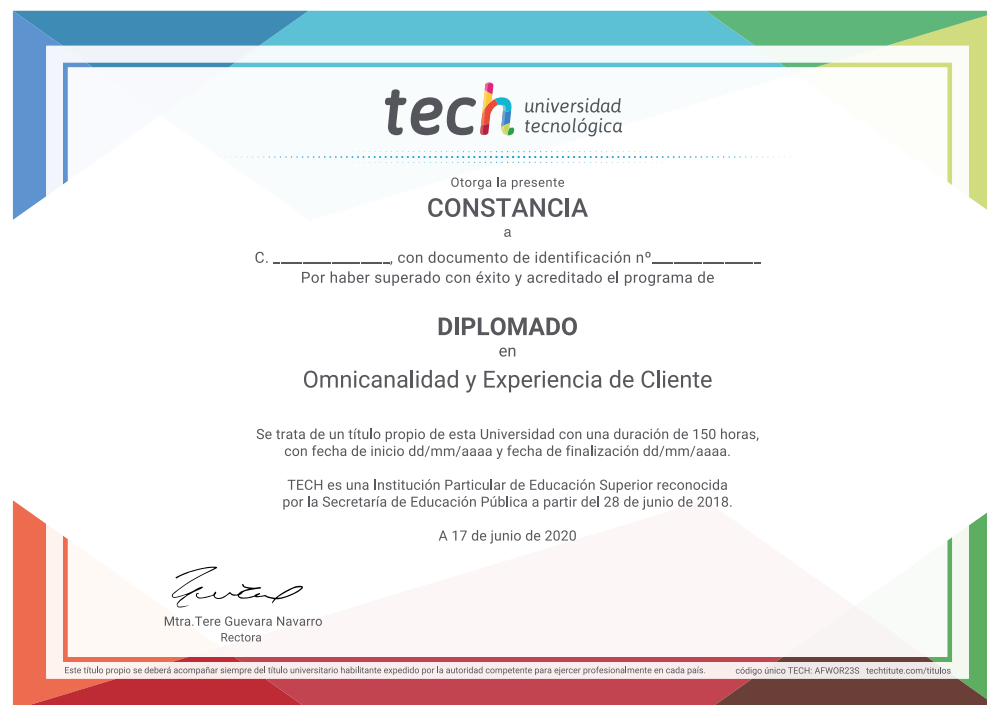 tech universidad
tecnológica
Otorga la presente
CONSTANCIA
a
C. ______________, con documento de identificación nº______________
Por haber superado con éxito y acreditado el programa de
DIPLOMADO
en
Omnicanalidad y Experiencia de Cliente
Se trata de un título propio de esta Universidad con una duración de 150 horas,
con fecha de inicio dd/mm/aaaa y fecha de finalización dd/mm/aaaa.
TECH es una Institución Particular de Educación Superior reconocida
por la Secretaría de Educación Pública a partir del 28 de junio de 2018.
A 17 de junio de 2020
Mtra.Tere Guevara Navarro
Rectora
Este título propio se deberá acompañar siempre del título universitario habilitante expedido por la autoridad competente para ejercer profesionalmente en cada país. código único TECH: AFWOR23S techtitute.com/titulos